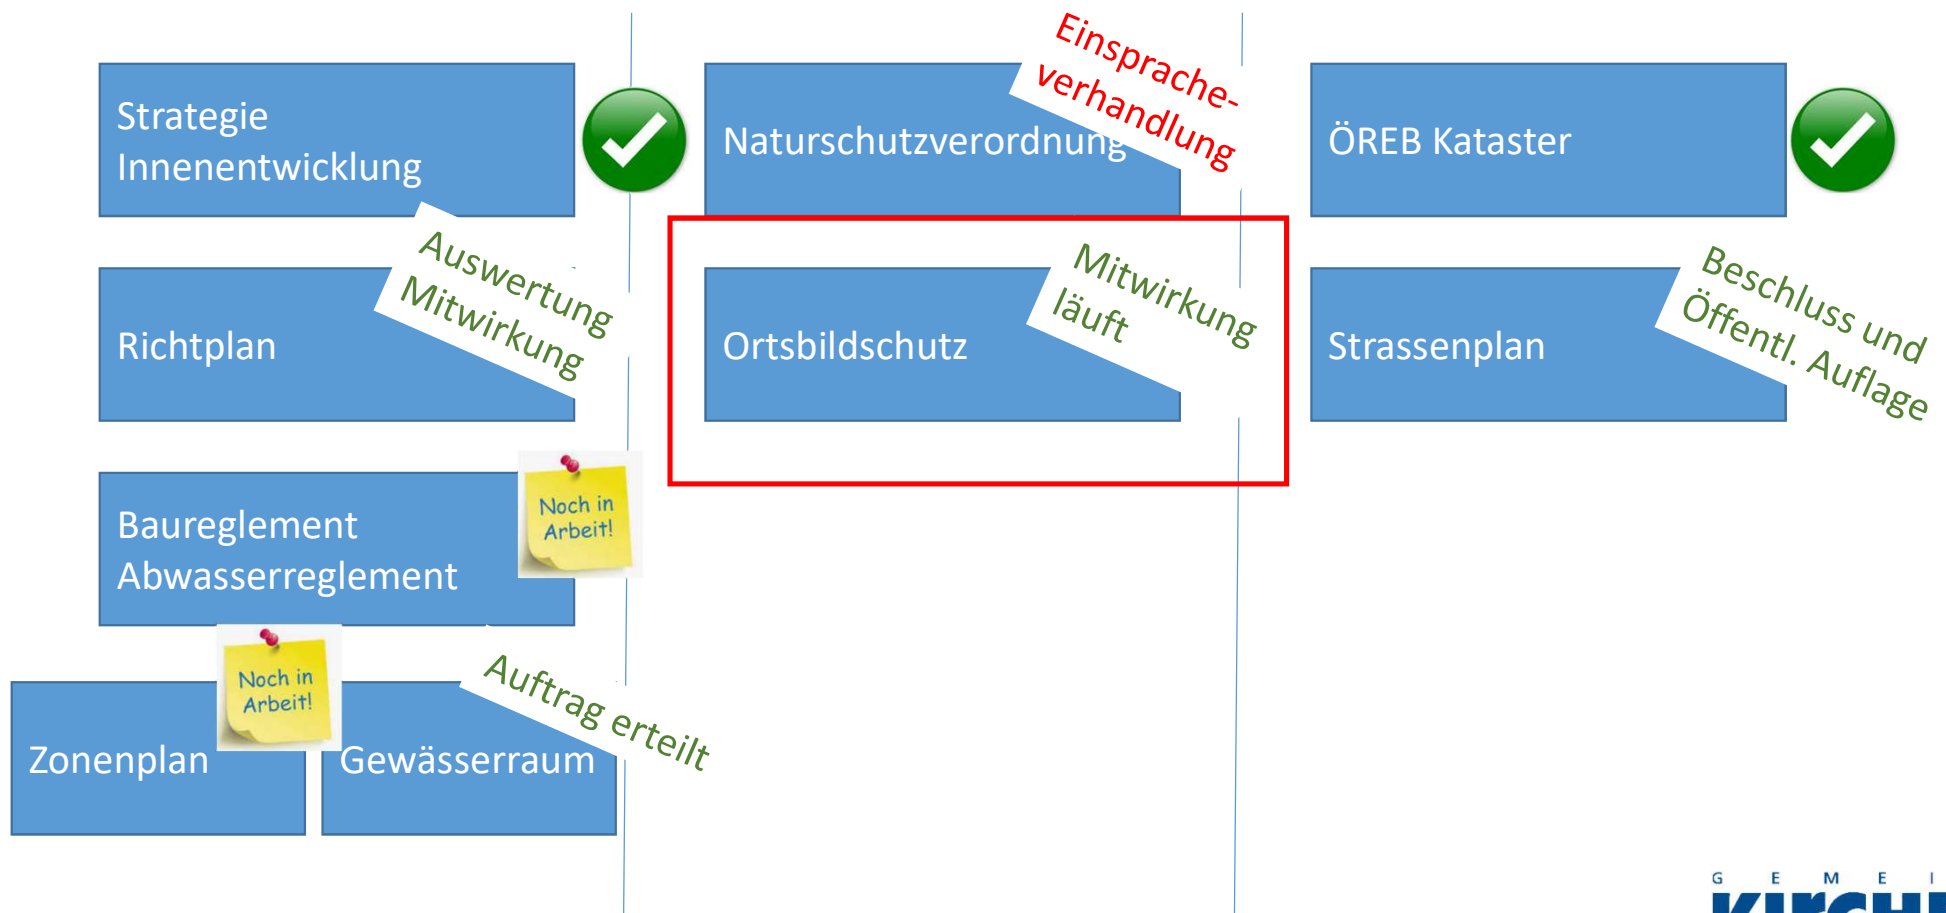 Strategie
Innenentwicklung
Auswertung
Mitwirkung
Richtplan
Baureglement
Abwasserreglement
Noch in
Arbeit!
Noch in
Arbeit!
Zonenplan
Auftrag erteilt
Gewässerraum
Einsprache-
verhandlung
Naturschutzverordnung
Mitwirkung
läuft
Ortsbildschutz
ÖREB Kataster
Beschluss und
Öffentl. Auflage
Strassenplan
G E M E I